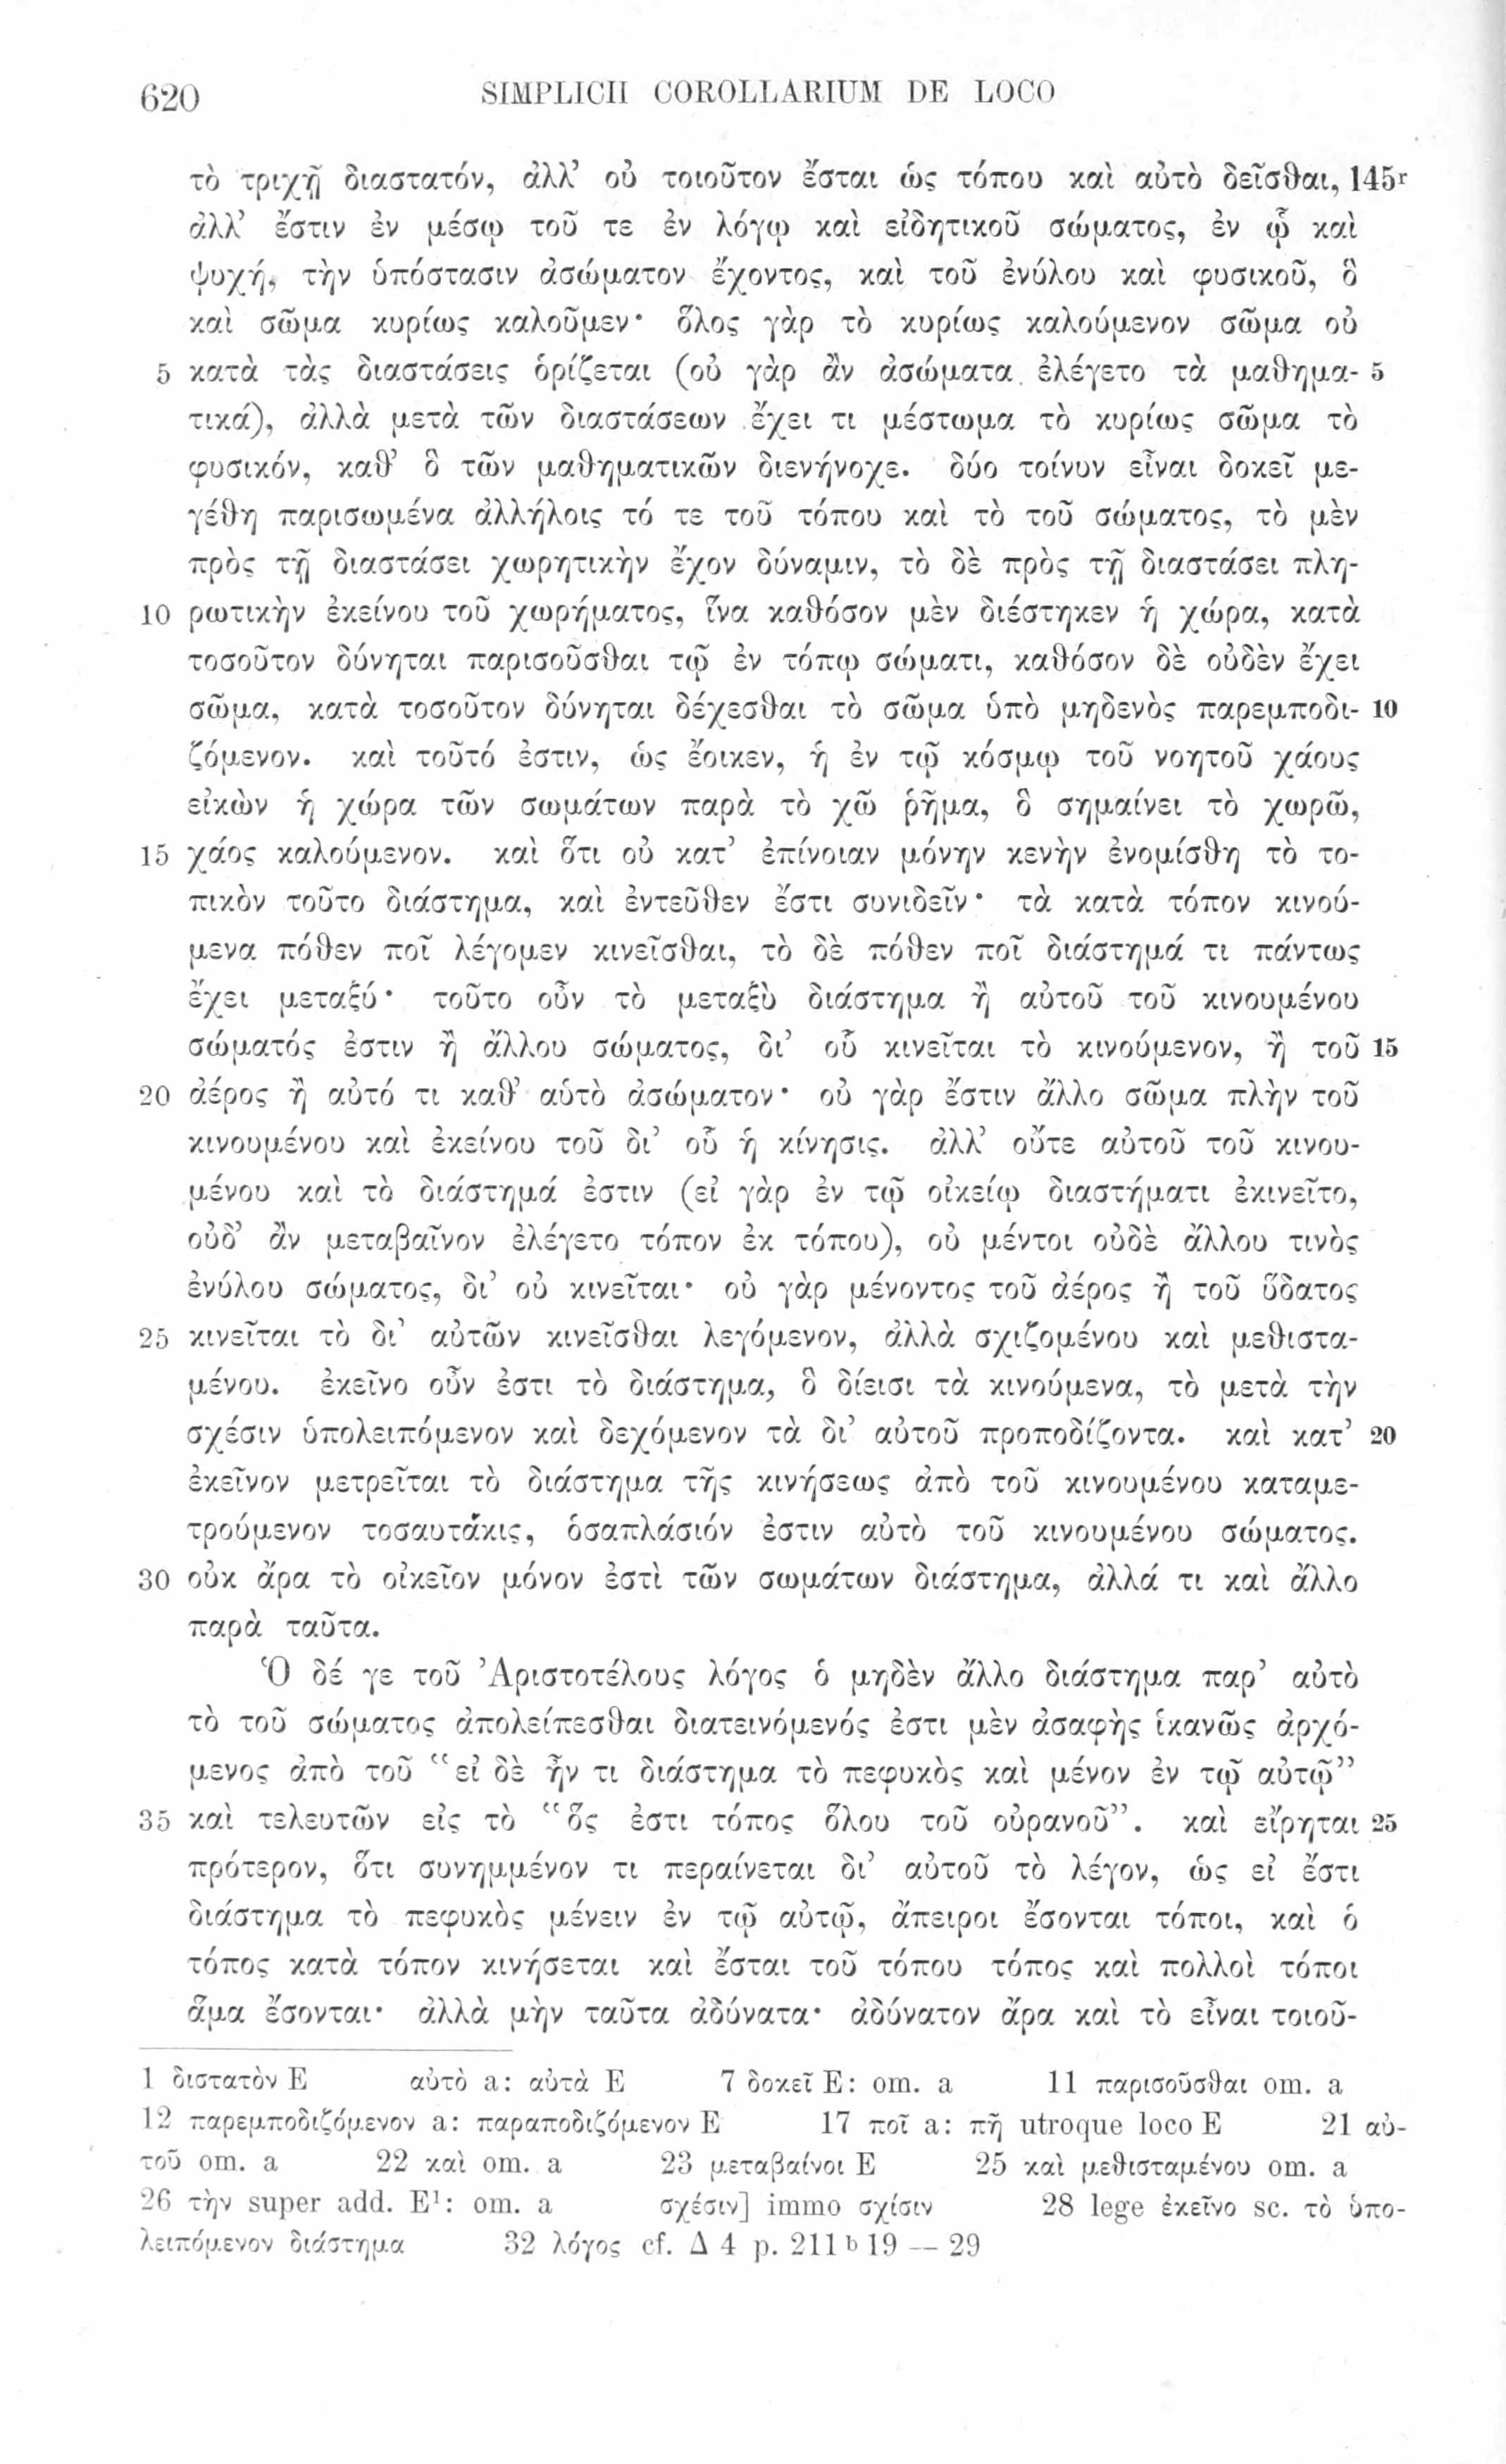 620 SIMPLICII COROLLARIUM DE LOCO
τὸ τριχῇ διαστατόν, ἀλλ’ οὐ τοιοῦτον ἔσται ὡς τόπου καὶ αὐτὸ δεῖσθαι, 145r
ἀλλ’ ἔστιν ἐν μέσῳ τοῦ τε ἐν λόγῳ καὶ εἰδητικοῦ σώματος, ἐν ᾧ καὶ
ψυχή, τὴν ὑπόστασιν ἀσώματον ἔχοντος, καὶ τοῦ ἐνύλου καὶ φυσικοῦ, ὃ
καὶ σῶμα κυρίως καλοῦμεν· ὅλος γὰρ τὸ κυρίως καλούμενον σῶμα οὐ
5 κατὰ τὰς διαστάσεις ὁρίζεται (οὐ γὰρ ἂν ἀσώματα ἐλέγετο τὰ μαθημα- 5
τικά), ἀλλὰ μετὰ τῶν διαστάσεων ἔχει τι μέστωμα τὸ κυρίως σῶμα τὸ
φυσικόν, καθ’ ὃ τῶν μαθηματικῶν διενήνοχε. δύο τοίνυν εἶναι δοκεῖ με-
γέθη παρισωμένα ἀλλήλοις τό τε τοῦ τόπου καὶ τὸ τοῦ σώματος, τὸ μὲν
πρὸς τῇ διαστάσει χωρητικὴν ἔχον δύναμιν, τὸ δὲ πρὸς τῇ διαστάσει πλη-
10 ρωτικὴν ἐκείνου τοῦ χωρήματος, ἵνα καθόσον μὲν διέστηκεν ἡ χώρα, κατὰ
τοσοῦτον δύνηται παρισοῦσθαι τῷ ἐν τόπῳ σώματι, καθόσον δὲ οὐδὲν ἔχει
σῶμα, κατὰ τοσοῦτον δύνηται δέχεσθαι τὸ σῶμα ὑπὸ μηδενὸς παρεμποδι- 10
ζόμενον. καὶ τοῦτό ἐστιν, ὡς ἔοικεν, ἡ ἐν τῷ κόσμῳ τοῦ νοητοῦ χάους
εἰκὼν ἡ χώρα τῶν σωμάτων παρὰ τὸ χῶ ῥῆμα, ὃ σημαίνει τὸ χωρῶ,
15 χάος καλούμενον. καὶ ὅτι οὐ κατ’ ἐπίνοιαν μόνην κενὴν ἐνομίσθη τὸ το-
πικὸν τοῦτο διάστημα, καὶ ἐντεῦθεν ἔστι συνιδεῖν· τὰ κατὰ τόπον κινού-
μενα πόθεν ποῖ λέγομεν κινεῖσθαι, τὸ δὲ πόθεν ποῖ διάστημά τι πάντως
ἔχει μεταξύ· τοῦτο οὖν τὸ μεταξὺ διάστημα ἢ αὐτοῦ τοῦ κινουμένου
σώματός ἐστιν ἢ ἄλλου σώματος, δι’ οὗ κινεῖται τὸ κινούμενον, ἢ τοῦ 15
20 ἀέρος ἢ αὐτό τι καθ’ αὑτὸ ἀσώματον· οὐ γὰρ ἔστιν ἄλλο σῶμα πλὴν τοῦ
κινουμένου καὶ ἐκείνου τοῦ δι’ οὗ ἡ κίνησις. ἀλλ’ οὔτε αὐτοῦ τοῦ κινου-
μένου καὶ τὸ διάστημά ἐστιν (εἰ γὰρ ἐν τῷ οἰκείῳ διαστήματι ἐκινεῖτο,
οὐδ’ ἂν μεταβαῖνον ἐλέγετο τόπον ἐκ τόπου), οὐ μέντοι οὐδὲ ἄλλου τινὸς
ἐνύλου σώματος, δι’ οὐ κινεῖται· οὐ γὰρ μένοντος τοῦ ἀέρος ἢ τοῦ ὕδατος
25 κινεῖται τὸ δι’ αὐτῶν κινεῖσθαι λεγόμενον, ἀλλὰ σχιζομένου καὶ μεθιστα-
μένου. ἐκεῖνο οὖν ἐστι τὸ διάστημα, ὃ δίεισι τὰ κινούμενα, τὸ μετὰ τὴν
σχέσιν ὑπολειπόμενον καὶ δεχόμενον τὰ δι’ αὐτοῦ προποδίζοντα. καὶ κατ’ 20
ἐκεῖνον μετρεῖται τὸ διάστημα τῆς κινήσεως ἀπὸ τοῦ κινουμένου καταμε-
τρούμενον τοσαυτάκις, ὁσαπλάσιόν ἐστιν αὐτὸ τοῦ κινουμένου σώματος.
30 οὐκ ἄρα τὸ οἰκεῖον μόνον ἐστὶ τῶν σωμάτων διάστημα, ἀλλά τι καὶ ἄλλο
παρὰ ταῦτα.
Ὁ δέ γε τοῦ Ἀριστοτέλους λόγος ὁ μηδὲν ἄλλο διάστημα παρ’ αὐτὸ
τὸ τοῦ σώματος ἀπολείπεσθαι διατεινόμενός ἐστι μὲν ἀσαφὴς ἱκανῶς ἀρχό-
μενος ἀπὸ τοῦ “εἰ δὲ ἦν τι διάστημα τὸ πεφυκὸς καὶ μένον ἐν τῷ αὐτῷ”
35 καὶ τελευτῶν εἰς τὸ “ὅς ἐστι τόπος ὅλου τοῦ οὐρανοῦ”. καὶ εἴρηται 25
πρότερον, ὅτι συνημμένον τι περαίνεται δι’ αὐτοῦ τὸ λέγον, ὡς εἰ ἔστι
διάστημα τὸ πεφυκὸς μένειν ἐν τῷ αὐτῷ, ἄπειροι ἔσονται τόποι, καὶ ὁ
τόπος κατὰ τόπον κινήσεται καὶ ἔσται τοῦ τόπου τόπος καὶ πολλοὶ τόποι
ἅμα ἔσονται· ἀλλὰ μὴν ταῦτα ἀδύνατα· ἀδύνατον ἄρα καὶ τὸ εἶναι τοιοῦ-
1 διστατὸν E αὐτὸ a: αὐτὰ E 7 δοκεῖ E: om. a 11 παρισοῦσθαι om. a
12 παρεμποδιζόμενον a: παραποδιζόμενον E 17 ποῖ a: πῆ utroque loco E 21 αὐ-
τοῦ om. a 22 καὶ om. a 23 μεταβαίνοι E 25 καὶ μεθισταμένου om. a
26 τὴν super add. E¹: om. a σχέσιν] immo σχίσιν 28 lege ἐκεῖνο sc. τὸ ὑπο-
λειπόμενον διάστημα 32 λόγος cf. Δ 4 p. 211 b 19 — 29